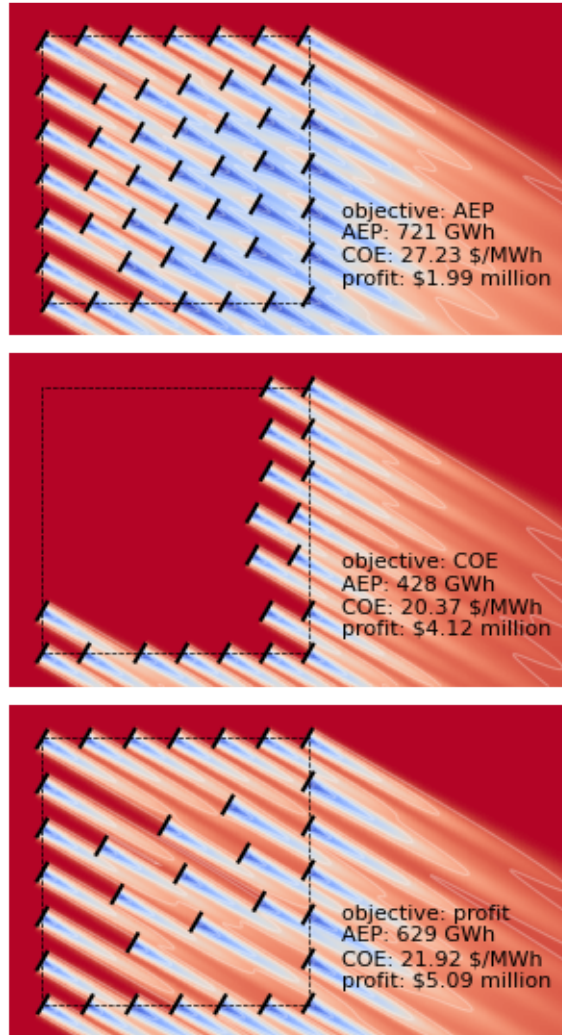 objective: AEP
AEP: 721 GWh
COE: 27.23 $/MWh
profit: $1.99 million
objective: COE
AEP: 428 GWh
COE: 20.37 $/MWh
profit: $4.12 million
objective: profit
AEP: 629 GWh
COE: 21.92 $/MWh
profit: $5.09 million